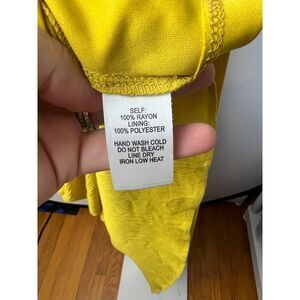 SELF:
100% RAYON
LINING:
100% POLYESTER
HAND WASH COLD
DO NOT BLEACH
LINE DRY
IRON LOW HEAT